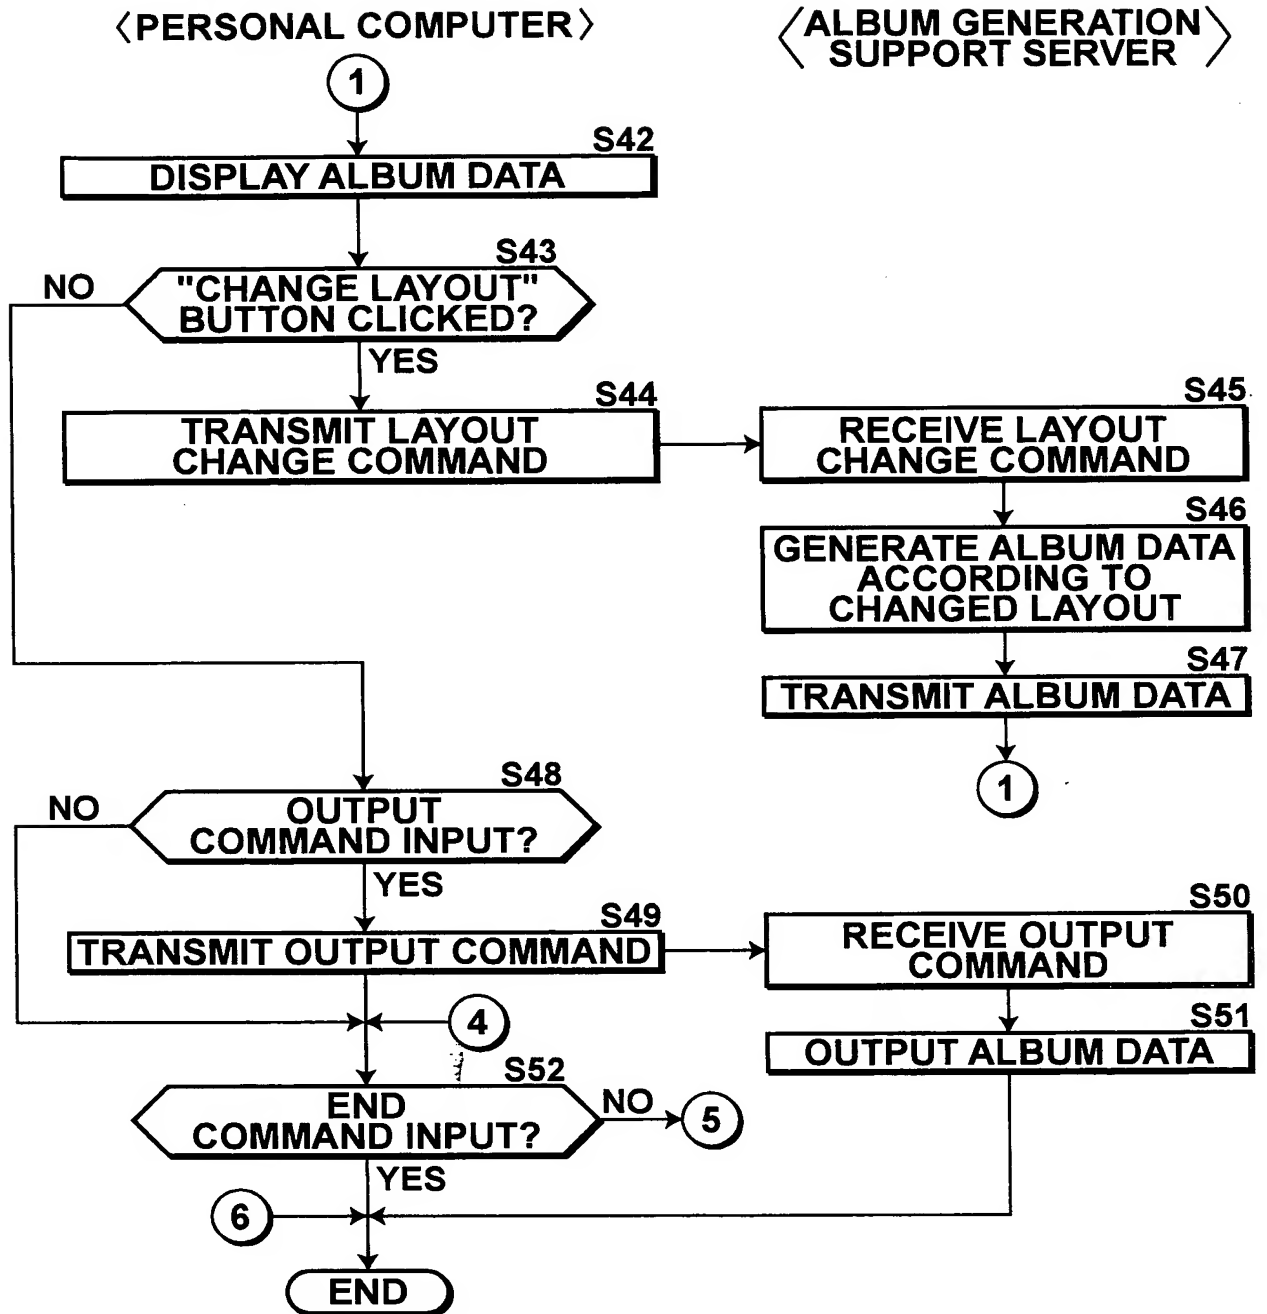 〈PERSONAL COMPUTER〉
〈ALBUM GENERATION
SUPPORT SERVER〉
1
S42
DISPLAY ALBUM DATA
S43
NO
"CHANGE LAYOUT"
BUTTON CLICKED?
YES
S44
TRANSMIT LAYOUT
CHANGE COMMAND
S45
RECEIVE LAYOUT
CHANGE COMMAND
S46
GENERATE ALBUM DATA
ACCORDING TO
CHANGED LAYOUT
S47
TRANSMIT ALBUM DATA
1
S48
NO
OUTPUT
COMMAND INPUT?
YES
S49
TRANSMIT OUTPUT COMMAND
S50
RECEIVE OUTPUT
COMMAND
4
S51
OUTPUT ALBUM DATA
S52
END
COMMAND INPUT?
NO
5
YES
6
END